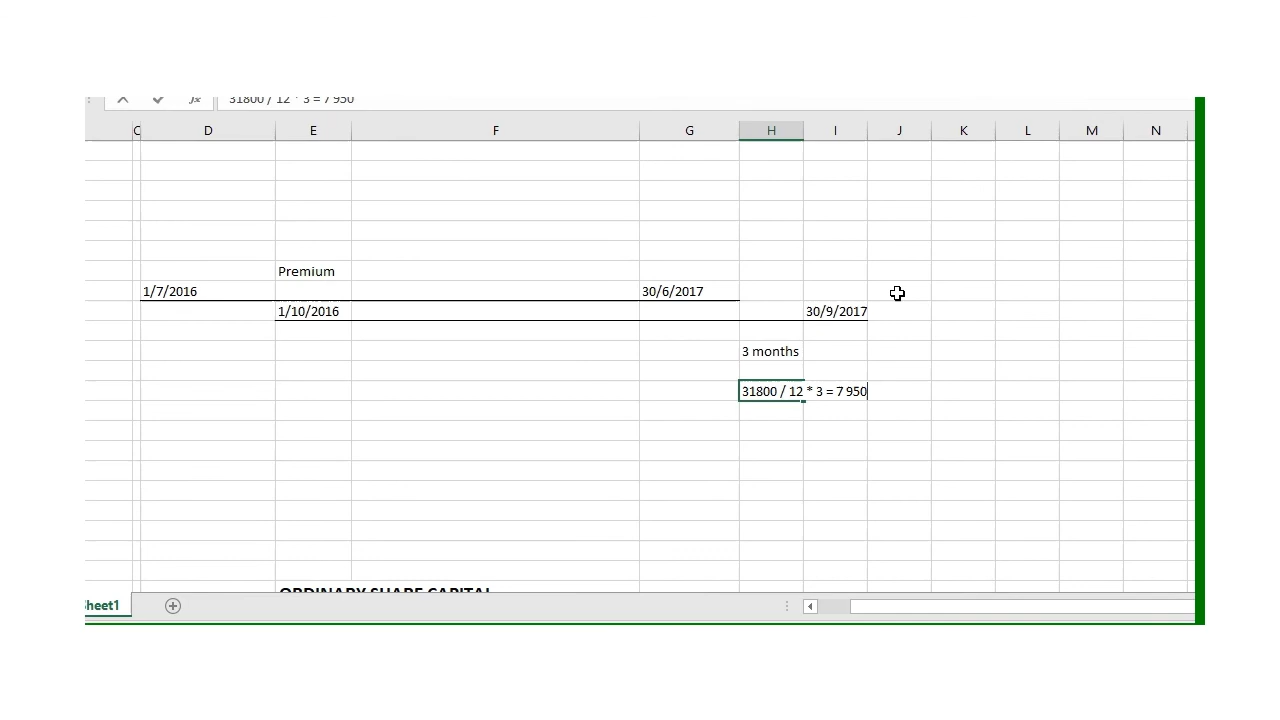 31800 / 12 * 3 = 7 950
C D E F G H I J K L M N
Premium
1/7/2016 30/6/2017
1/10/2016 30/9/2017
3 months
31800 / 12 * 3 = 7 950
ORDINARY SHARE CAPITAL
Sheet1